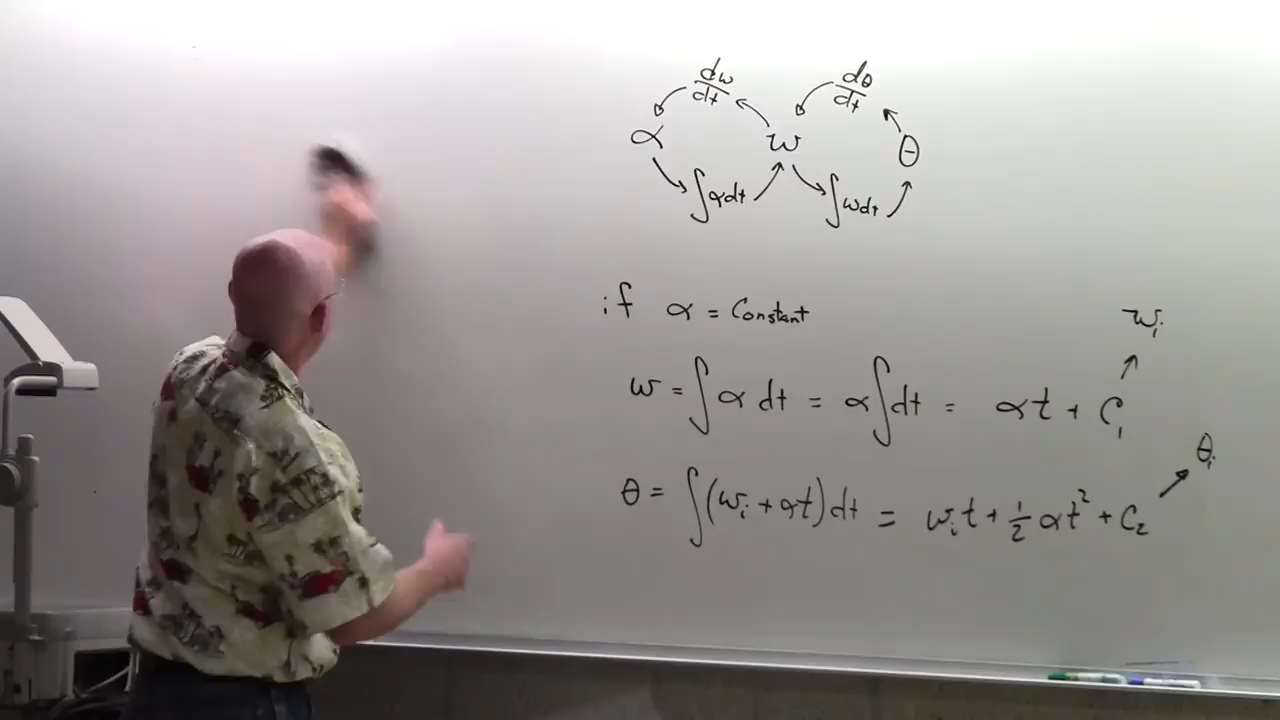 dω/dt dθ/dt
α ω θ
∫αdt ∫ωdt
if α = Constant
ωi
ω = ∫α dt = α∫dt = αt + C₁
θi
θ = ∫(ωi + αt)dt = ωit + ½αt² + C₂